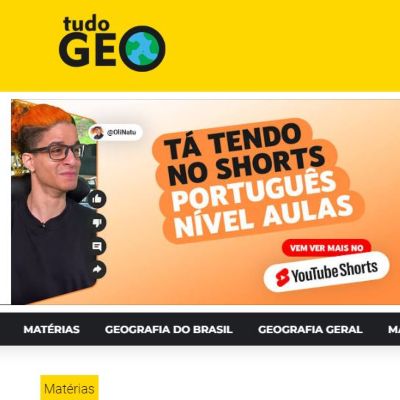 tudo
GEO
@OliNatu
TÁ TENDO
NO SHORTS
PORTUGUÊS
NÍVEL AULAS
VEM VER MAIS NO
YouTube Shorts
MATÉRIAS GEOGRAFIA DO BRASIL GEOGRAFIA GERAL
Matérias